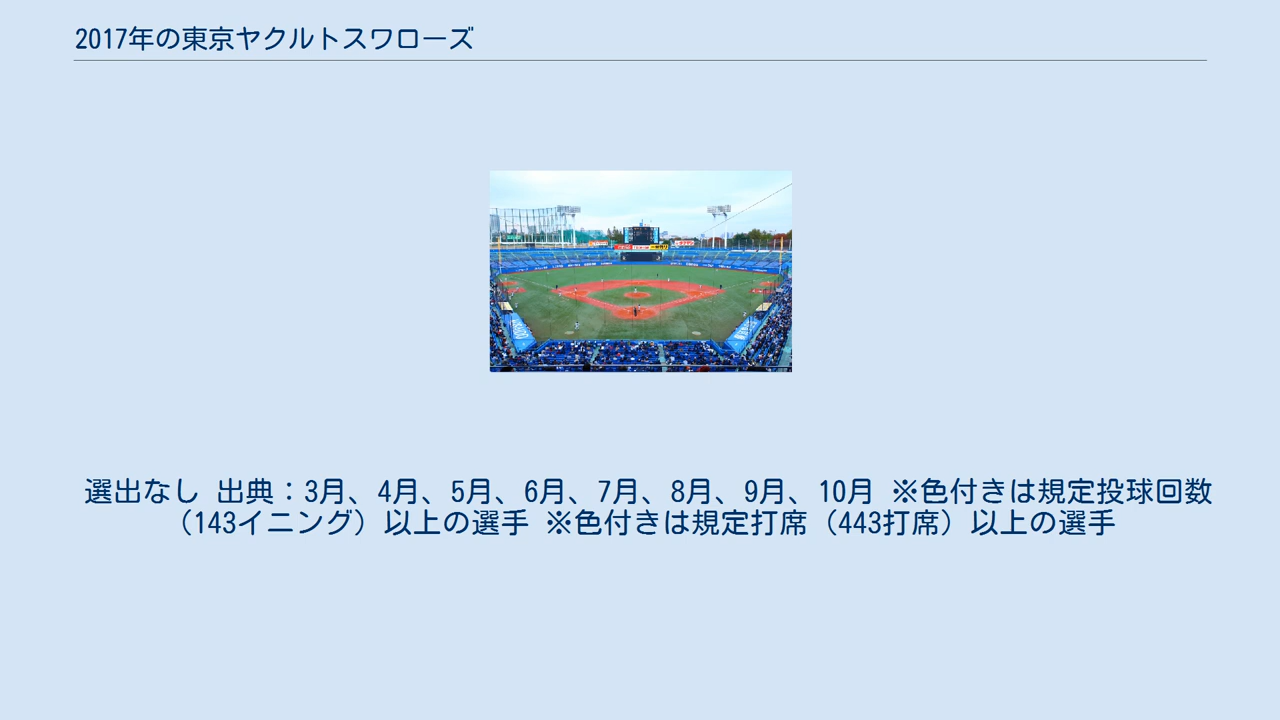 2017年の東京ヤクルトスワローズ
選出なし 出典：3月、4月、5月、6月、7月、8月、9月、10月 ※色付きは規定投球回数
（143イニング）以上の選手 ※色付きは規定打席（443打席）以上の選手